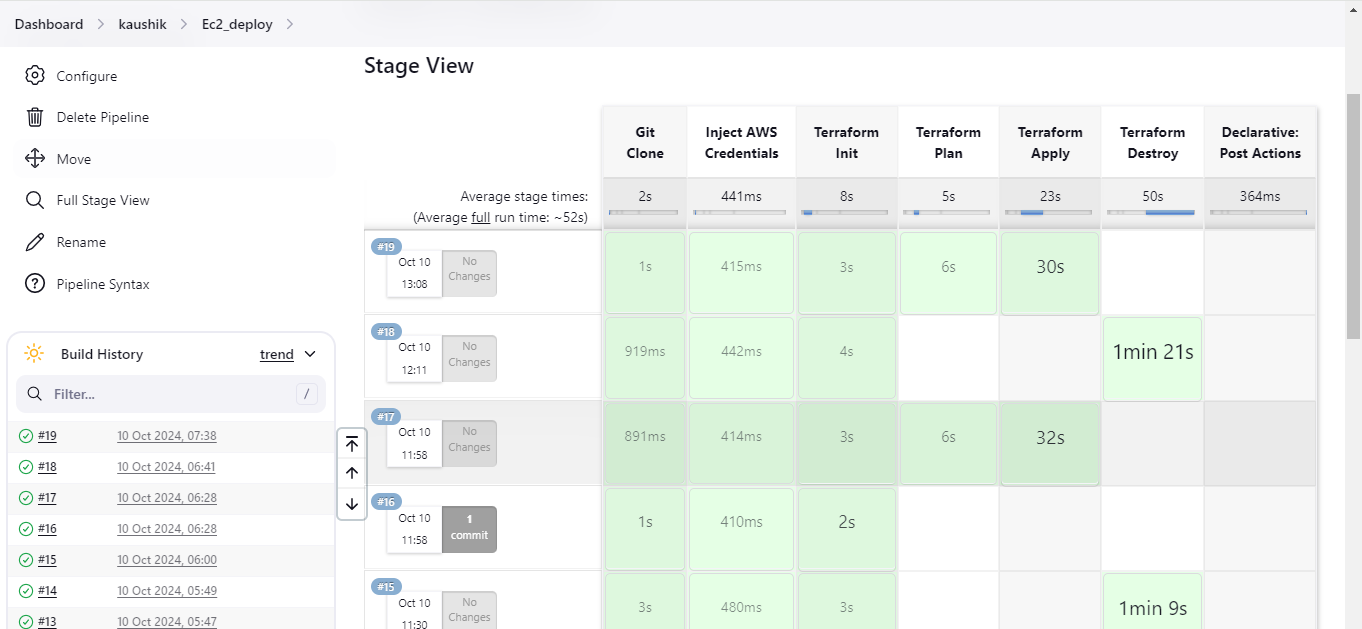 Dashboard > kaushik > Ec2_deploy >
Configure
Delete Pipeline
Move
Full Stage View
Rename
Pipeline Syntax
Build History trend
Filter... /
#19 10 Oct 2024, 07:38
#18 10 Oct 2024, 06:41
#17 10 Oct 2024, 06:28
#16 10 Oct 2024, 06:28
#15 10 Oct 2024, 06:00
#14 10 Oct 2024, 05:49
#13 10 Oct 2024, 05:47
Stage View
Git Clone
Inject AWS Credentials
Terraform Init
Terraform Plan
Terraform Apply
Terraform Destroy
Declarative: Post Actions
Average stage times:
(Average full run time: ~52s)
2s 441ms 8s 5s 23s 50s 364ms
#19
Oct 10
13:08
No
Changes
1s 415ms 3s 6s 30s
#18
Oct 10
12:11
No
Changes
919ms 442ms 4s 1min 21s
#17
Oct 10
11:58
No
Changes
891ms 414ms 3s 6s 32s
#16
Oct 10
11:58
1
commit
1s 410ms 2s
#15
Oct 10
11:30
No
Changes
3s 480ms 3s 1min 9s